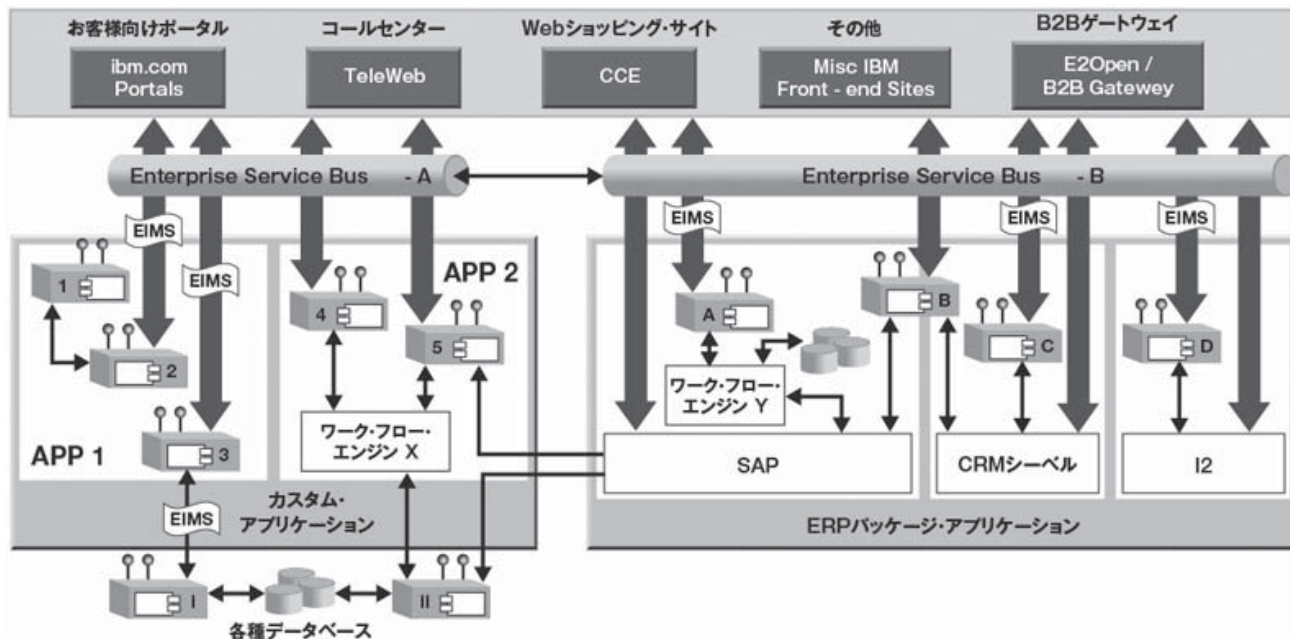 お客様向けポータル
コールセンター
Webショッピング・サイト
その他
B2Bゲートウェイ
ibm.com
Portals
TeleWeb
CCE
Misc IBM
Front - end Sites
E2Open /
B2B Gatewey
Enterprise Service Bus - A
Enterprise Service Bus - B
EIMS
EIMS
EIMS
EIMS
EIMS
APP 2
1
2
3
4
5
A
B
C
D
ワーク・フロー・
エンジン Y
ワーク・フロー・
エンジン X
APP 1
SAP
CRMシーベル
I2
カスタム・
アプリケーション
ERPパッケージ・アプリケーション
EIMS
I
II
各種データベース